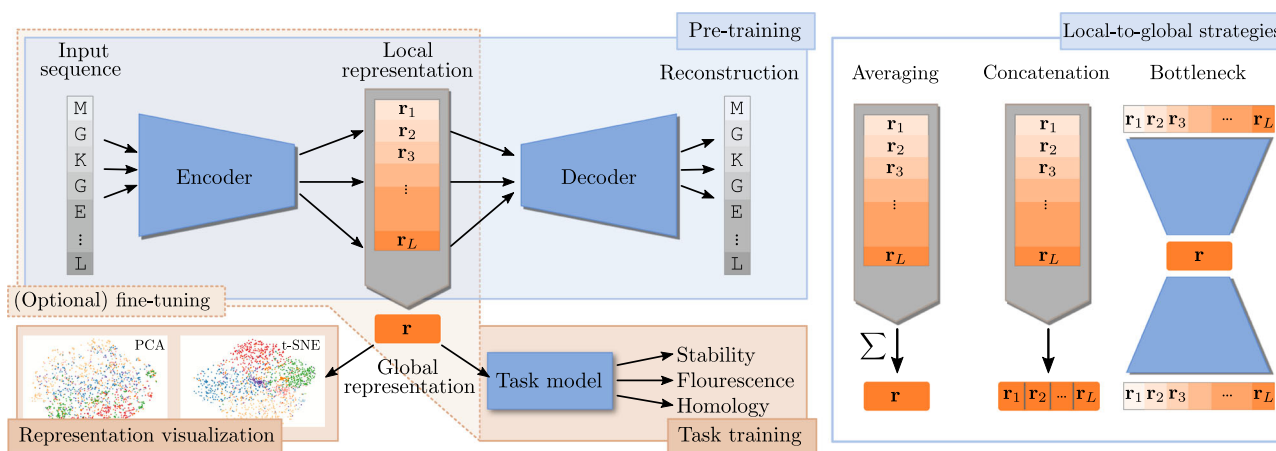 Pre-training
Input
sequence
M
G
K
G
E
⋮
L
Encoder
Local
representation
r1
r2
r3
⋮
rL
Decoder
Reconstruction
M
G
K
G
E
⋮
L
(Optional) fine-tuning
r
Global
representation
PCA
t-SNE
Representation visualization
Task model
Stability
Flourescence
Homology
Task training
Local-to-global strategies
Averaging
r1
r2
r3
⋮
rL
∑
r
Concatenation
r1
r2
r3
⋮
rL
r1 r2 ... rL
Bottleneck
r1 r2 r3 ... rL
r
r1 r2 r3 ... rL